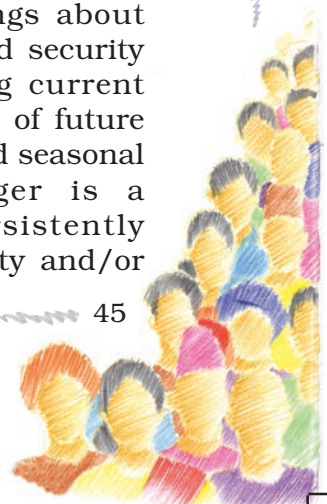 ngs about
d security
g current
of future
d seasonal
ger is a
sistently
ty and/or
45